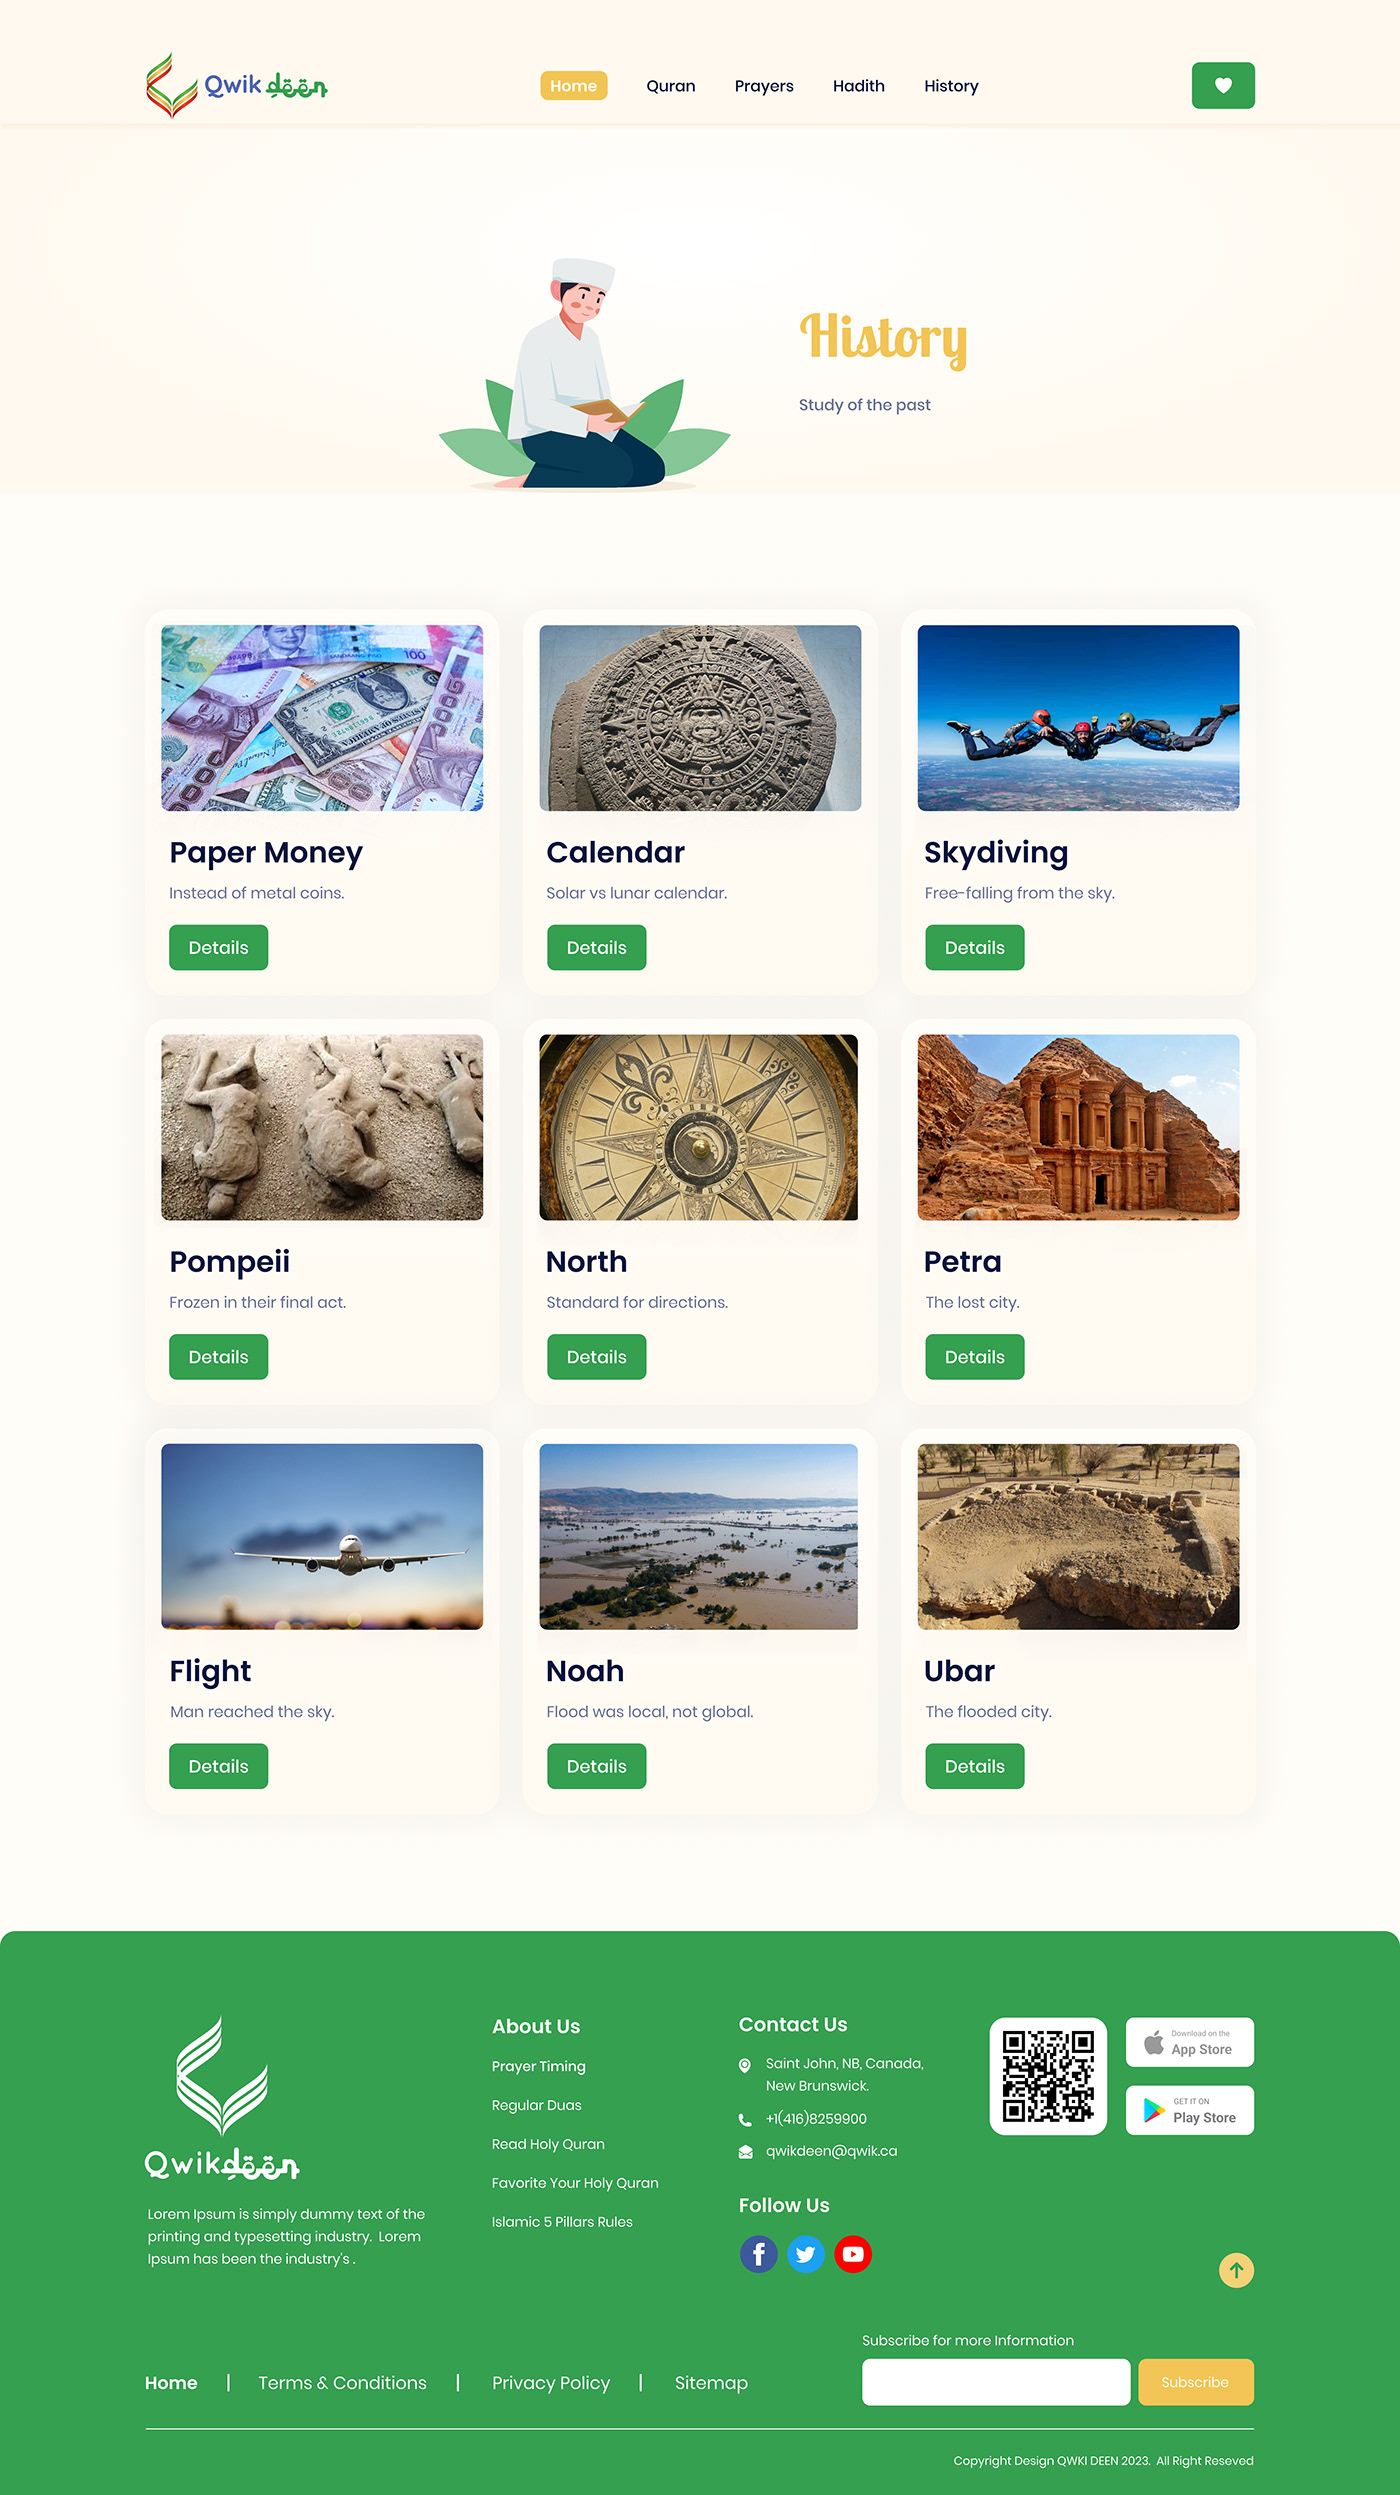 Qwik dëën
Home
Quran
Prayers
Hadith
History
History
Study of the past
100
Paper Money
Instead of metal coins.
Details
Calendar
Solar vs lunar calendar.
Details
Skydiving
Free-falling from the sky.
Details
Pompeii
Frozen in their final act.
Details
North
Standard for directions.
Details
Petra
The lost city.
Details
Flight
Man reached the sky.
Details
Noah
Flood was local, not global.
Details
Ubar
The flooded city.
Details
Qwikdëën
Lorem Ipsum is simply dummy text of the
printing and typesetting industry. Lorem
Ipsum has been the industry's .
About Us
Prayer Timing
Regular Duas
Read Holy Quran
Favorite Your Holy Quran
Islamic 5 Pillars Rules
Contact Us
Saint John, NB, Canada,
New Brunswick.
+1(416)8259900
qwikdeen@qwik.ca
Follow Us
Download on the
App Store
GET IT ON
Play Store
Subscribe for more Information
Subscribe
Home | Terms & Conditions | Privacy Policy | Sitemap
Copyright Design QWKI DEEN 2023. All Right Reseved